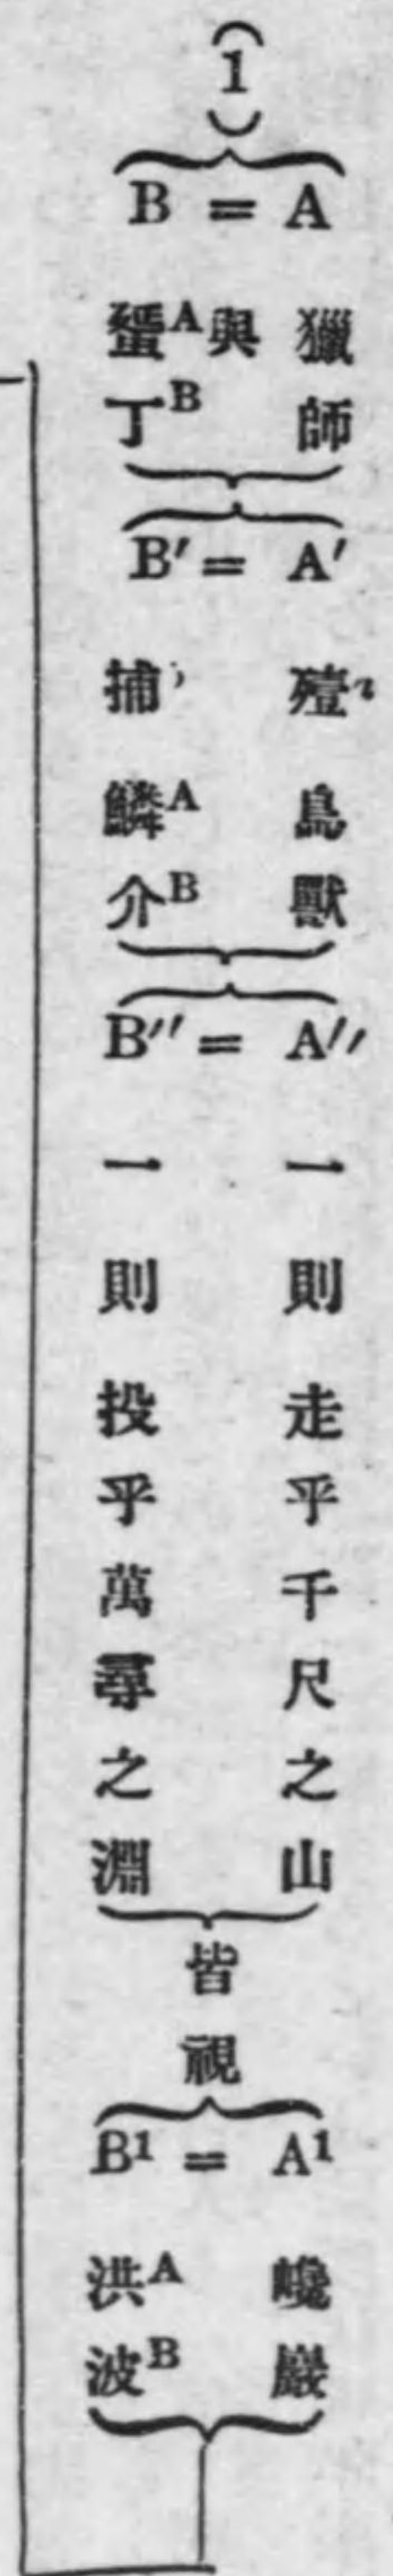 (1)
B = A
獵師
與
蜑A丁B
B′ = A′
殪鳥獸
捕鱗A介B
B″ = A″
一則走乎千尺之山
一則投乎萬尋之淵
皆視
B1 = A1
巉巖
洪A波B